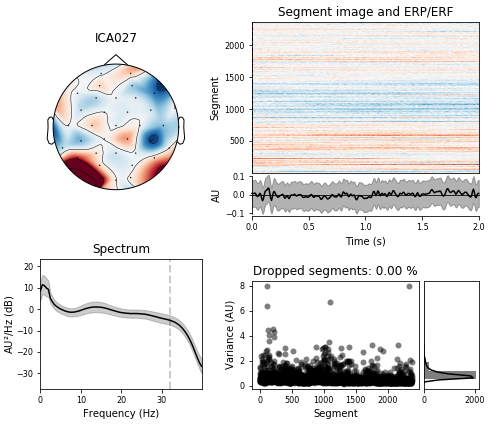 ICA027
Segment image and ERP/ERF
Segment
2000
1500
1000
500
AU
0.1
0.0
−0.1
0.0 0.5 1.0 1.5 2.0
Time (s)
Spectrum
AU²/Hz (dB)
20
10
0
−10
−20
−30
0 10 20 30
Frequency (Hz)
Dropped segments: 0.00 %
Variance (AU)
8
6
4
2
0
0 500 1000 1500 2000
Segment
0 2000